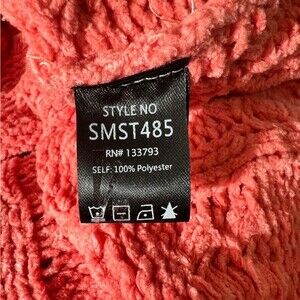 STYLE NO
SMST485
RN# 133793
SELF: 100% Polyester